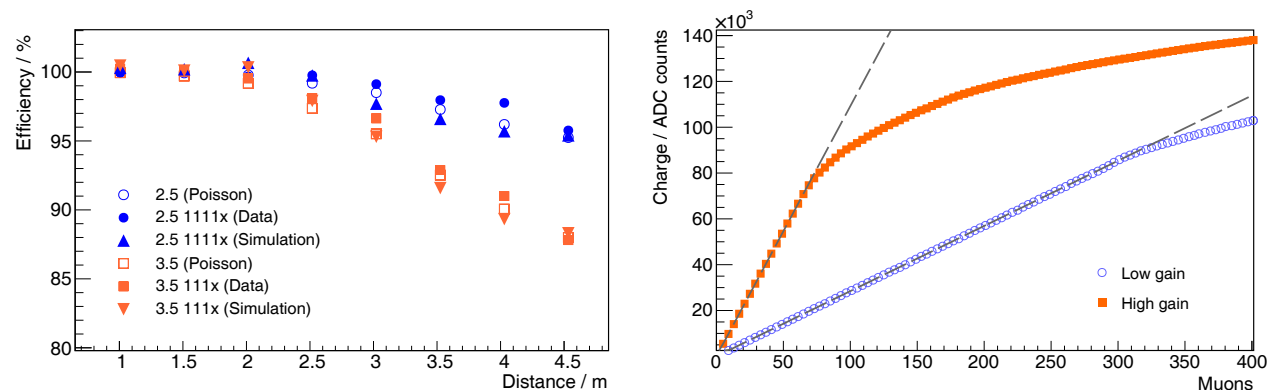 Efficiency / %
100
95
90
85
80
2.5 (Poisson)
2.5 1111x (Data)
2.5 1111x (Simulation)
3.5 (Poisson)
3.5 111x (Data)
3.5 111x (Simulation)
1 1.5 2 2.5 3 3.5 4 4.5
Distance / m
×10³
Charge / ADC counts
140
120
100
80
60
40
20
Low gain
High gain
0 50 100 150 200 250 300 350 400
Muons